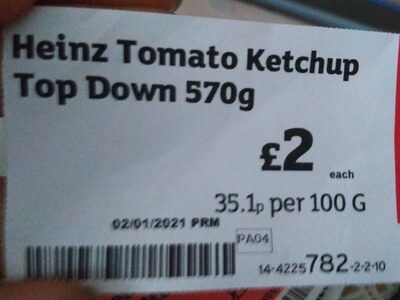 Heinz Tomato Ketchup
Top Down 570g
£2 each
35.1p per 100 G
02/01/2021 PRM
PA04
14-4225782-2-2-10